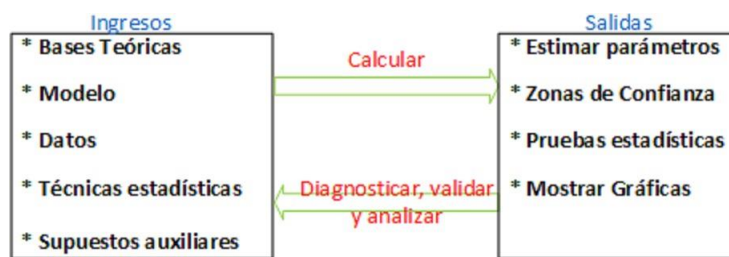 Ingresos
* Bases Teóricas
* Modelo
* Datos
* Técnicas estadísticas
* Supuestos auxiliares
Calcular
Diagnosticar, validar
y analizar
Salidas
* Estimar parámetros
* Zonas de Confianza
* Pruebas estadísticas
* Mostrar Gráficas